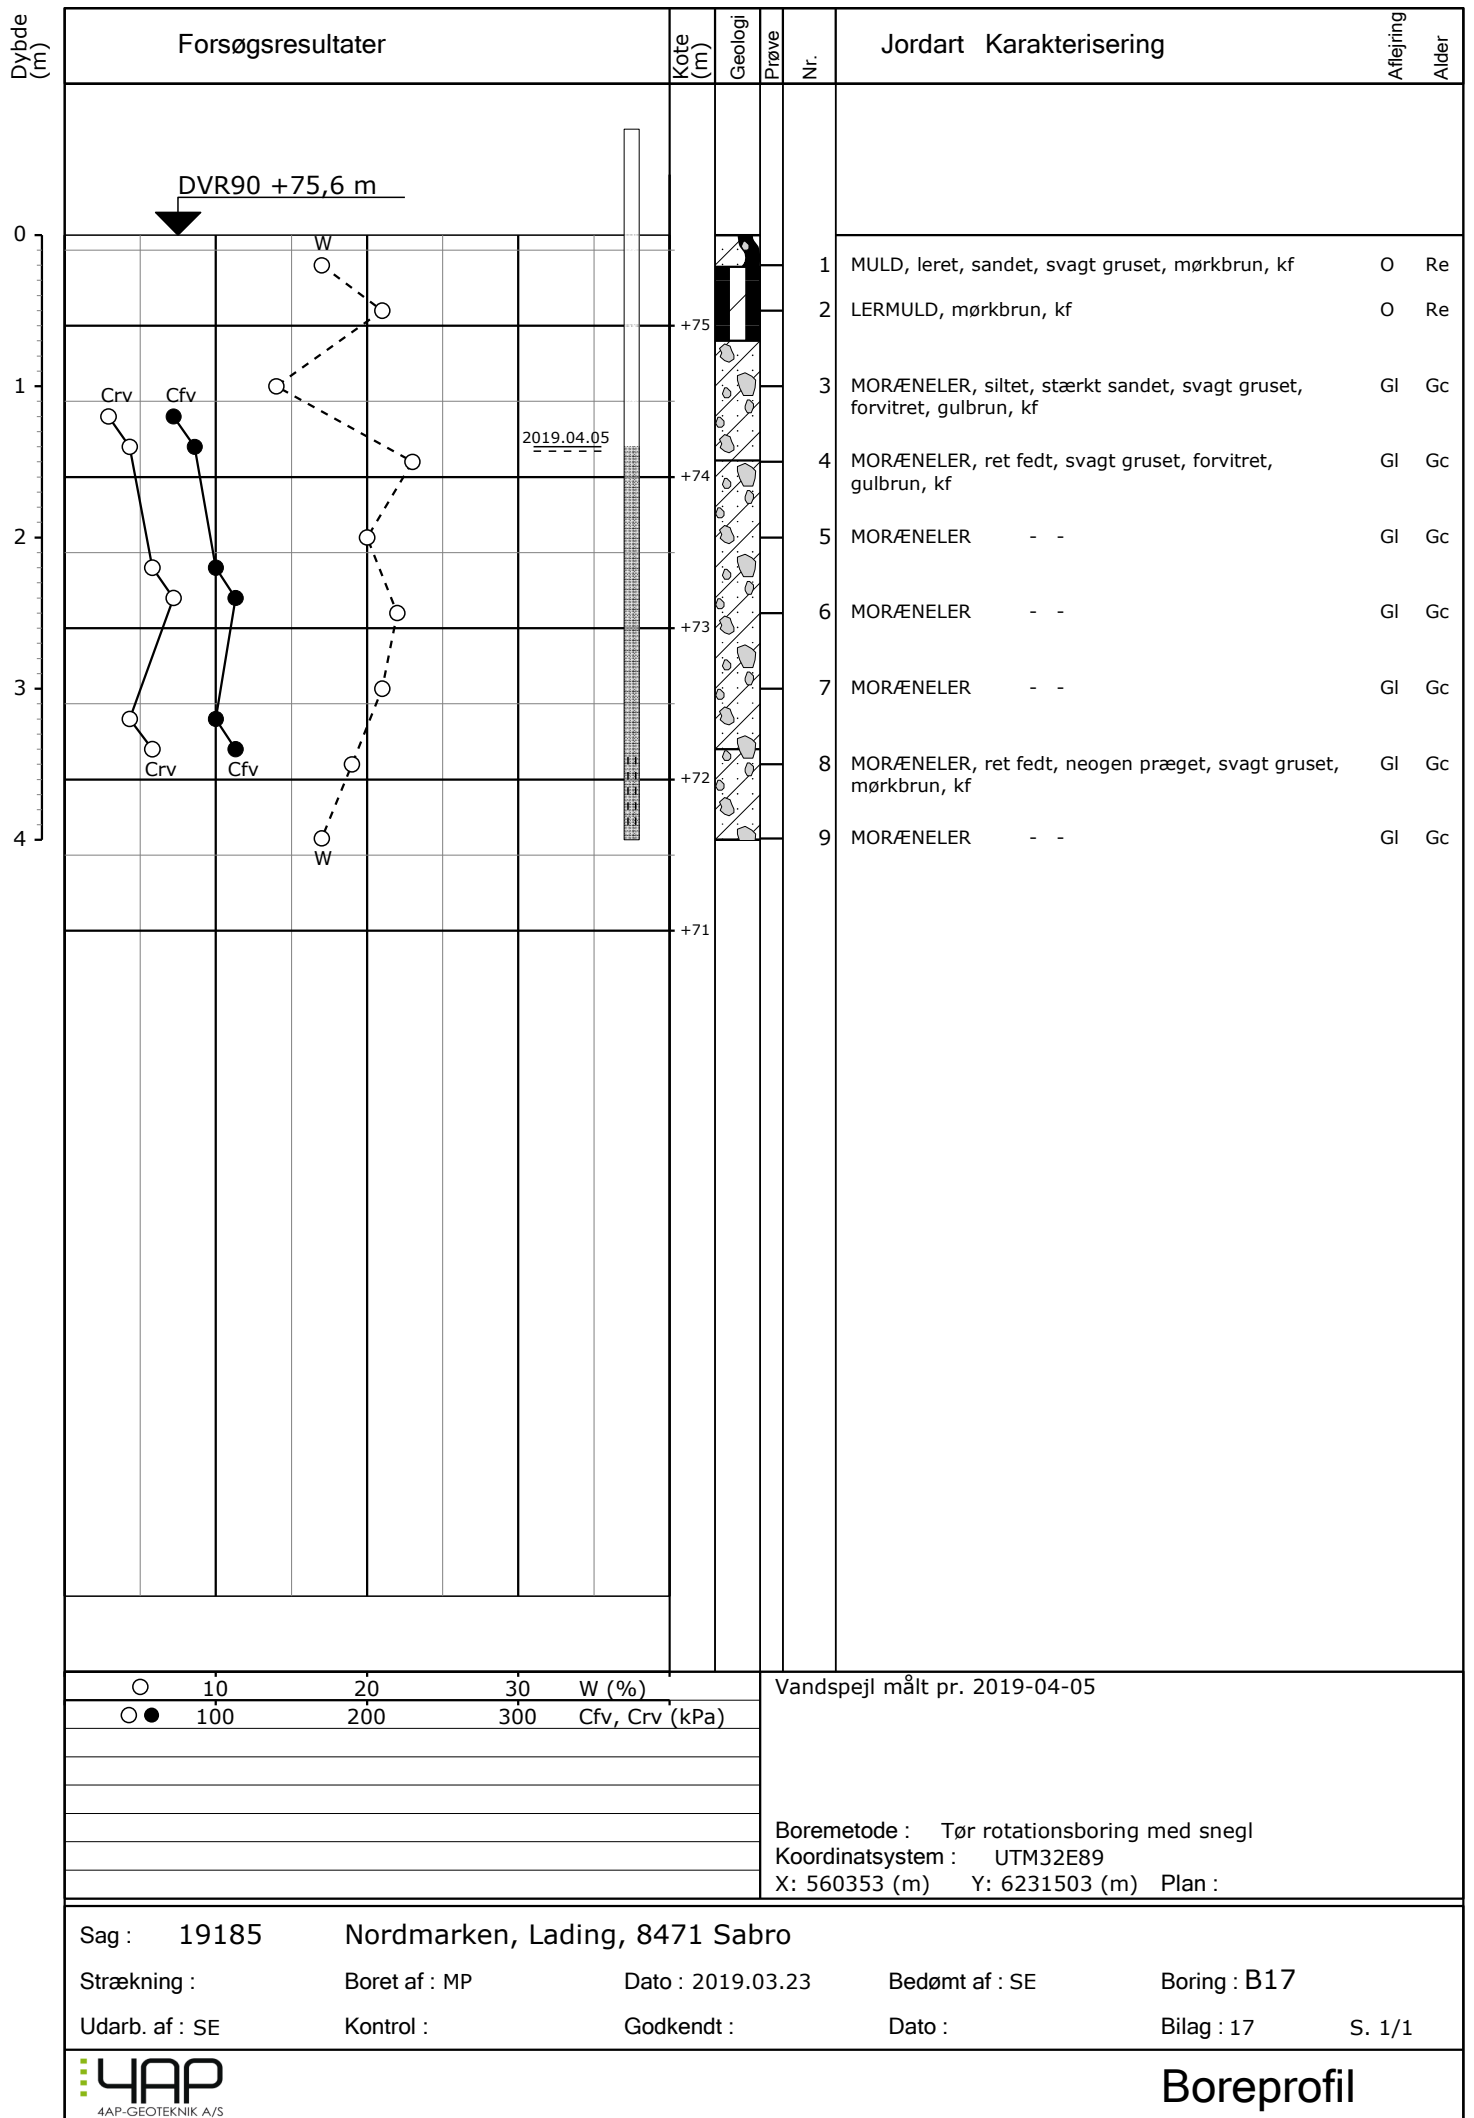 Dybde (m)
Forsøgsresultater
Kote (m)
Geologi
Prøve
Nr.
Jordart Karakterisering
Aflejring
Alder
DVR90 +75,6 m
0
W
1 MULD, leret, sandet, svagt gruset, mørkbrun, kf O Re
2 LERMULD, mørkbrun, kf O Re
+75
1
Crv Cfv
3 MORÆNELER, siltet, stærkt sandet, svagt gruset, Gl Gc
forvitret, gulbrun, kf
2019.04.05
4 MORÆNELER, ret fedt, svagt gruset, forvitret, Gl Gc
gulbrun, kf
+74
2
5 MORÆNELER - - Gl Gc
6 MORÆNELER - - Gl Gc
+73
3
7 MORÆNELER - - Gl Gc
Crv Cfv
8 MORÆNELER, ret fedt, neogen præget, svagt gruset, Gl Gc
mørkbrun, kf
+72
4
9 MORÆNELER - - Gl Gc
W
+71
10 20 30 W (%)
100 200 300 Cfv, Crv (kPa)
Vandspejl målt pr. 2019-04-05
Boremetode : Tør rotationsboring med snegl
Koordinatsystem : UTM32E89
X: 560353 (m) Y: 6231503 (m) Plan :
Sag : 19185 Nordmarken, Lading, 8471 Sabro
Strækning : Boret af : MP Dato : 2019.03.23 Bedømt af : SE Boring : B17
Udarb. af : SE Kontrol : Godkendt : Dato : Bilag : 17 S. 1/1
4AP
4AP-GEOTEKNIK A/S
Boreprofil